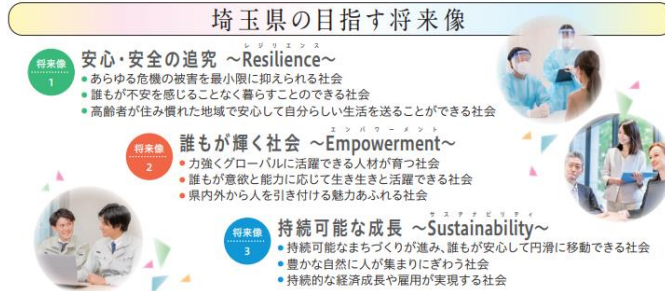 埼玉県の目指す将来像
将来像
1
安心・安全の追究 ～Resilience～
レジリエンス
● あらゆる危機の被害を最小限に抑えられる社会
● 誰もが不安を感じることなく暮らすことのできる社会
● 高齢者が住み慣れた地域で安心して自分らしい生活を送ることができる社会
将来像
2
誰もが輝く社会 ～Empowerment～
エンパワーメント
● 力強くグローバルに活躍できる人材が育つ社会
● 誰もが意欲と能力に応じて生き生きと活躍できる社会
● 県内外から人を引き付ける魅力あふれる社会
将来像
3
持続可能な成長 ～Sustainability～
サステナビリティ
● 持続可能なまちづくりが進み、誰もが安心して円滑に移動できる社会
● 豊かな自然に人が集まりにぎわう社会
● 持続的な経済成長や雇用が実現する社会